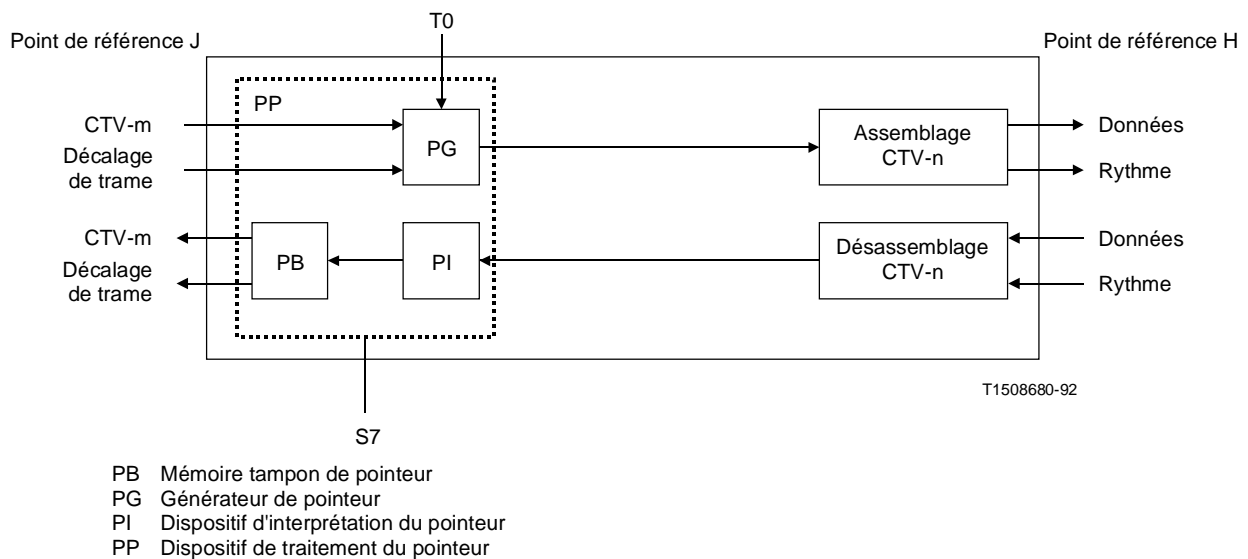 T0
Point de référence J
Point de référence H
PP
CTV-m
Décalage
de trame
PG
Assemblage
CTV-n
Données
Rythme
CTV-m
Décalage
de trame
PB
PI
Désassemblage
CTV-n
Données
Rythme
T1508680-92
S7
PB Mémoire tampon de pointeur
PG Générateur de pointeur
PI Dispositif d'interprétation du pointeur
PP Dispositif de traitement du pointeur